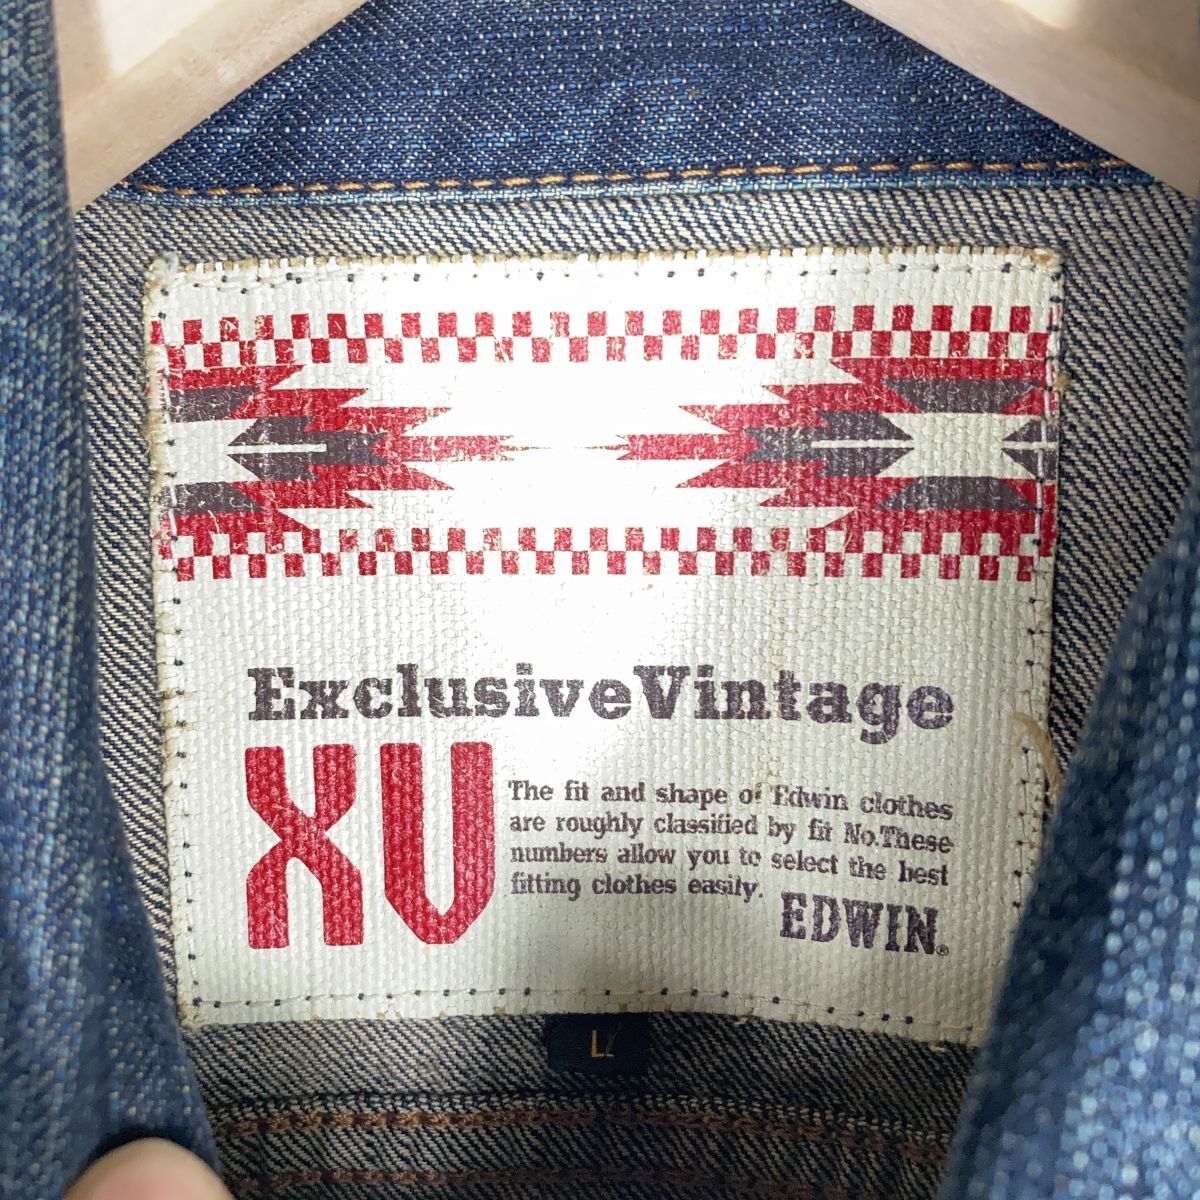 ExclusiveVintage
XV
The fit and shape of Edwin clothes
are roughly classified by fit No.These
numbers allow you to select the best
fitting clothes easily.
EDWIN®
L